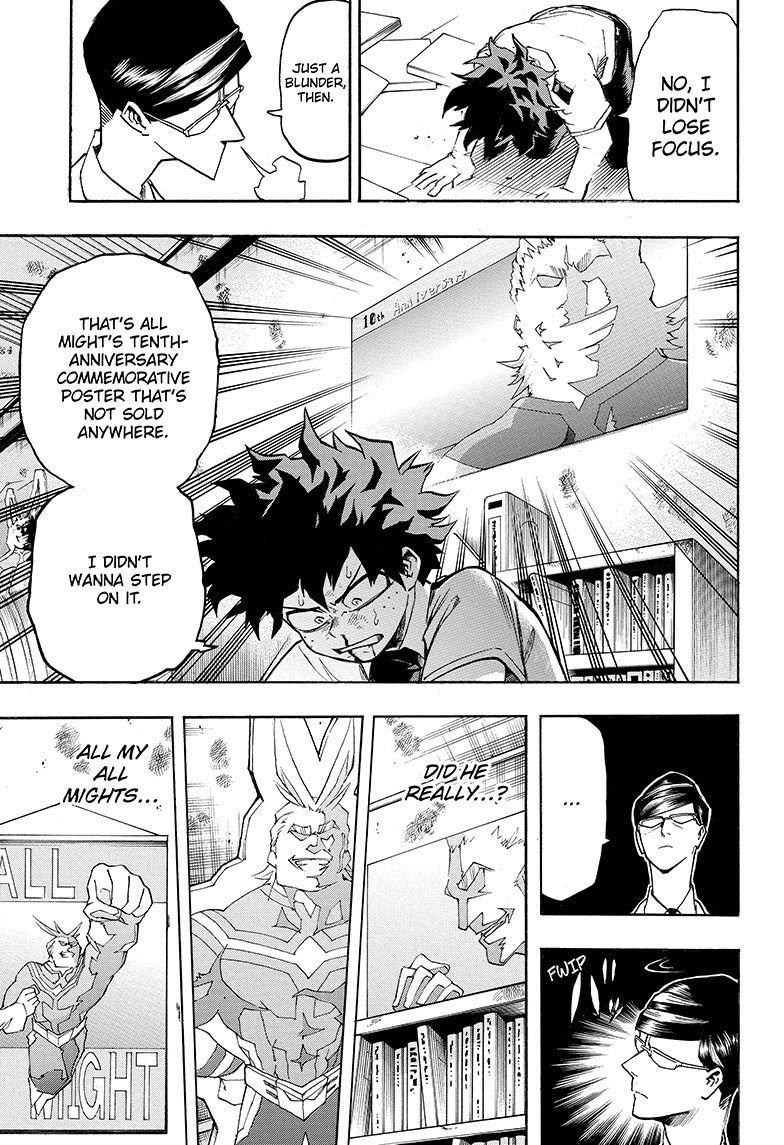 NO, I
DIDN'T
LOSE
FOCUS.
JUST A
BLUNDER,
THEN.
10th Anniversary
THAT'S ALL
MIGHT'S TENTH-
ANNIVERSARY
COMMEMORATIVE
POSTER THAT'S
NOT SOLD
ANYWHERE.
I DIDN'T
WANNA STEP
ON IT.
...
FWIP
DID HE
REALLY...?
ALL MY
ALL
MIGHTS...
ALL
MIGHT